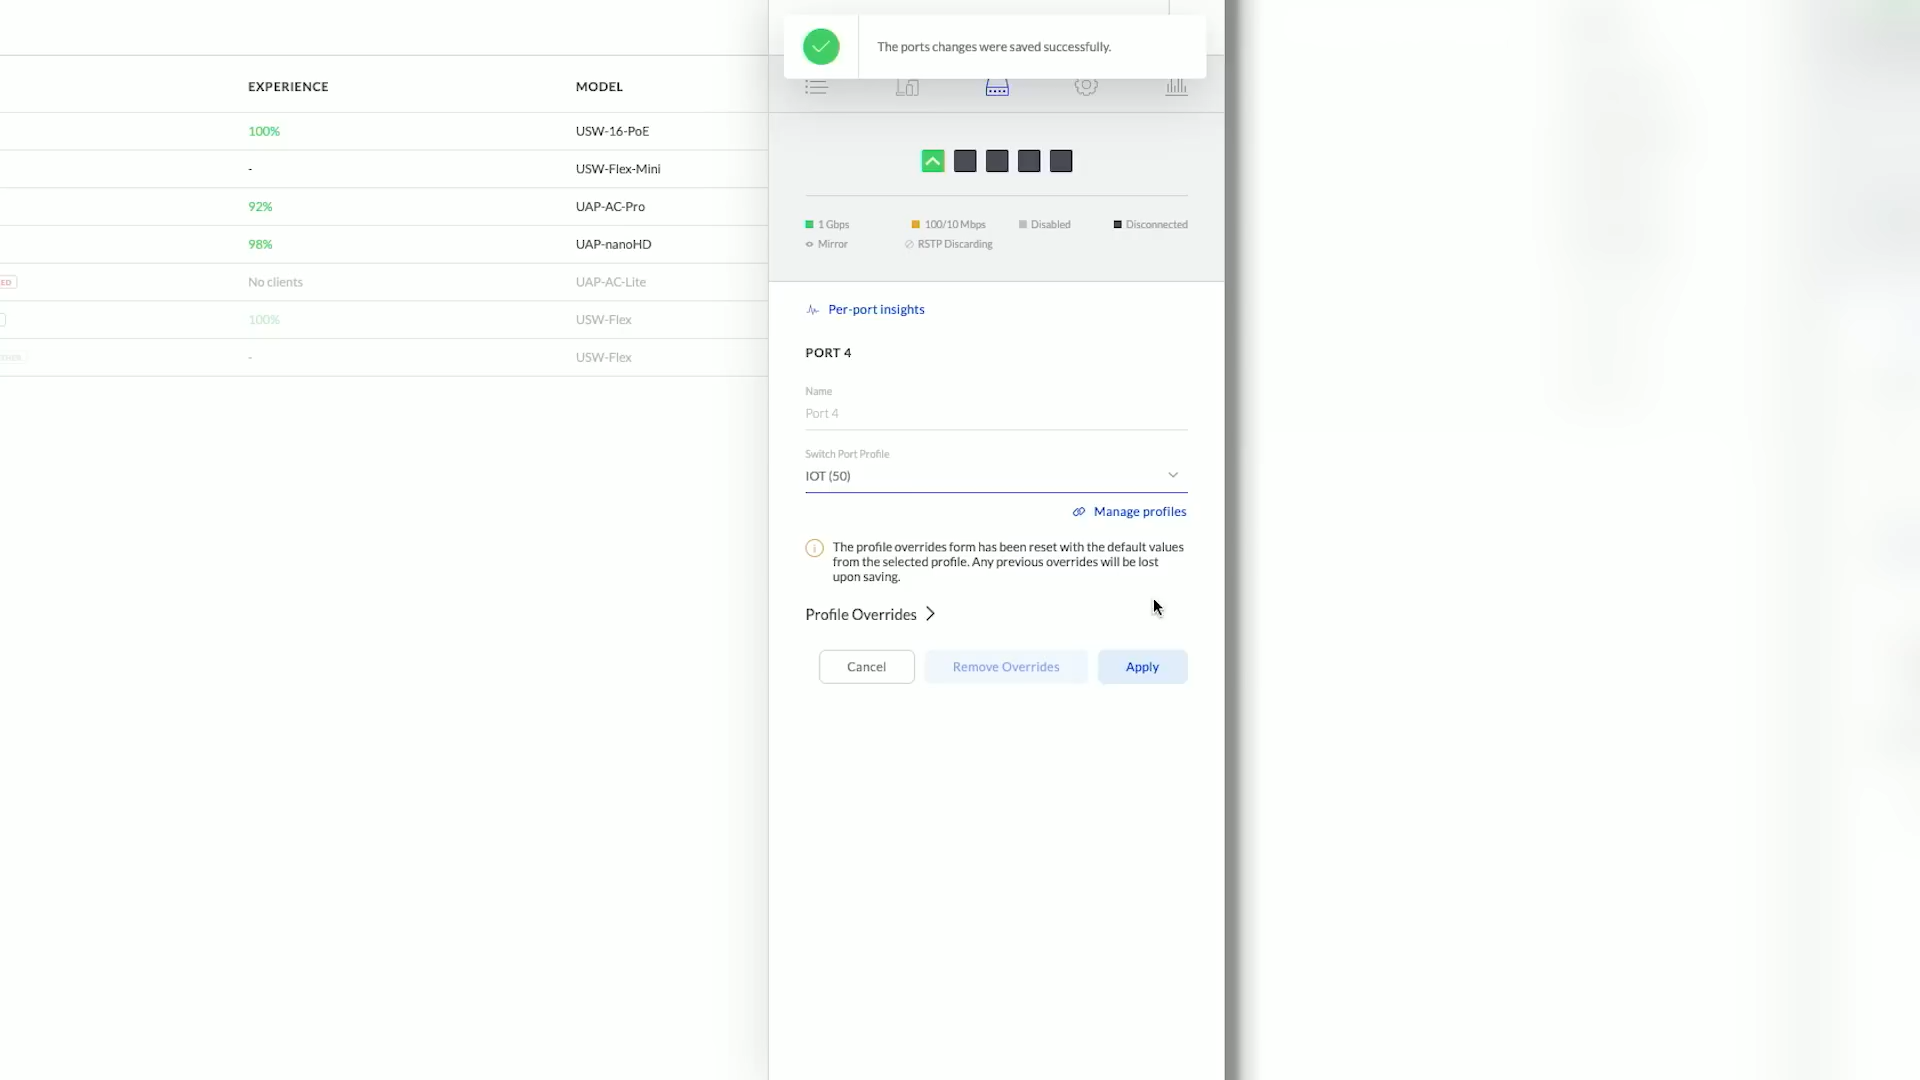 The ports changes were saved successfully.
EXPERIENCE MODEL
100% USW-16-PoE
- USW-Flex-Mini
92% UAP-AC-Pro
98% UAP-nanoHD
ED No clients UAP-AC-Lite
100% USW-Flex
- USW-Flex
1 Gbps 100/10 Mbps Disabled Disconnected
Mirror RSTP Discarding
Per-port insights
PORT 4
Name
Port 4
Switch Port Profile
IOT (50)
Manage profiles
The profile overrides form has been reset with the default values
from the selected profile. Any previous overrides will be lost
upon saving.
Profile Overrides
Cancel Remove Overrides Apply